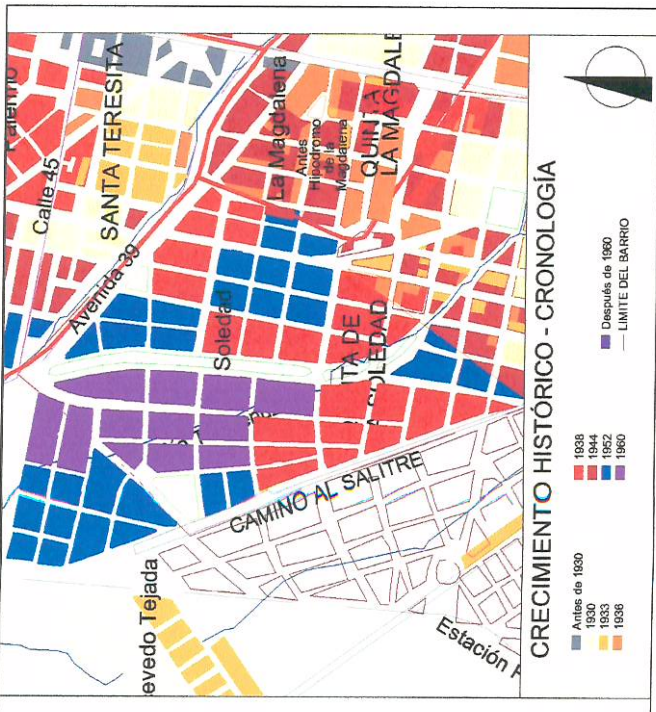 Calle 45
SANTA TERESITA
Avenida 39
La Magdalena
Antes
Hipodromo
de la
Magdalena
QUINTA
LA MAGDALE
Soledad
ITA DE
SOLEDAD
CAMINO AL SALITRE
evedo Tejada
Estación
CRECIMIENTO HISTÓRICO - CRONOLOGÍA
Antes de 1930
1930
1933
1936
1938
1944
1952
1960
Después de 1960
LIMITE DEL BARRIO